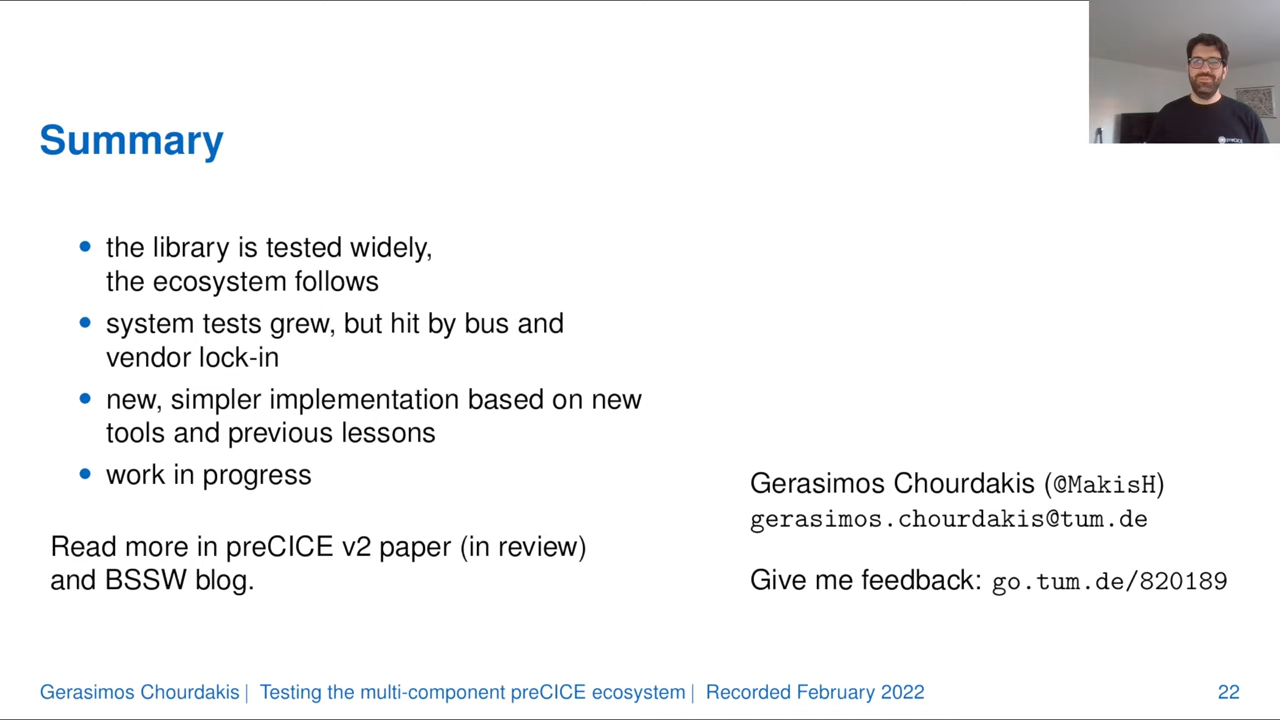 Summary
the library is tested widely,
the ecosystem follows
system tests grew, but hit by bus and
vendor lock-in
new, simpler implementation based on new
tools and previous lessons
work in progress
Read more in preCICE v2 paper (in review)
and BSSW blog.
Gerasimos Chourdakis (@MakisH)
gerasimos.chourdakis@tum.de
Give me feedback: go.tum.de/820189
Gerasimos Chourdakis | Testing the multi-component preCICE ecosystem | Recorded February 2022
22